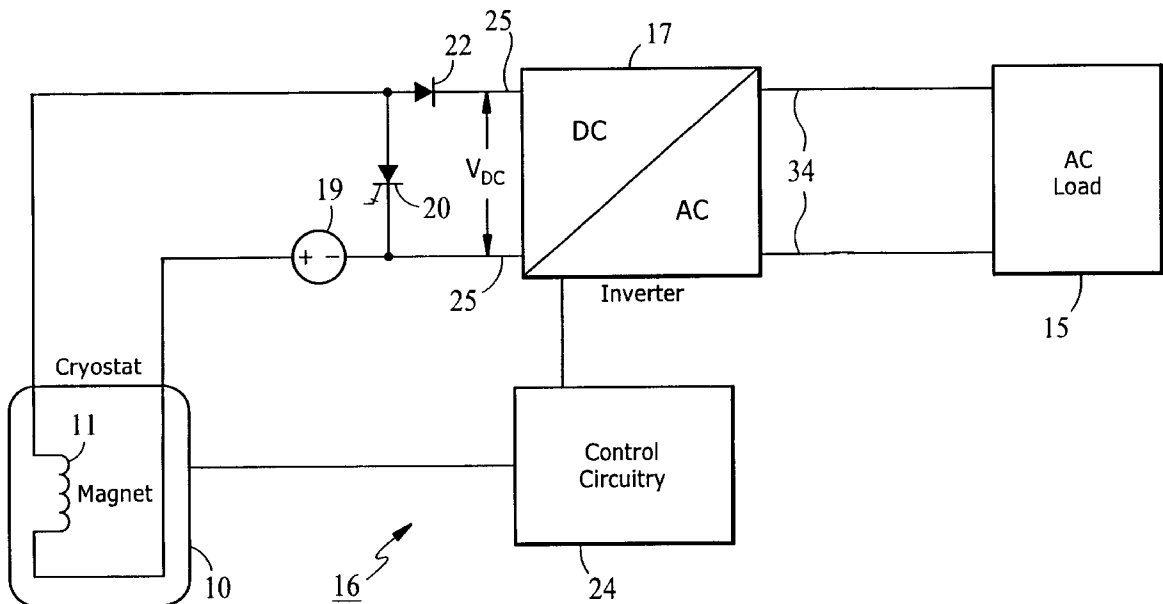 22
25
17
DC
V_DC
AC
34
AC
Load
19
20
25
Inverter
15
Cryostat
11
Magnet
Control
Circuitry
10
16
24
+ -